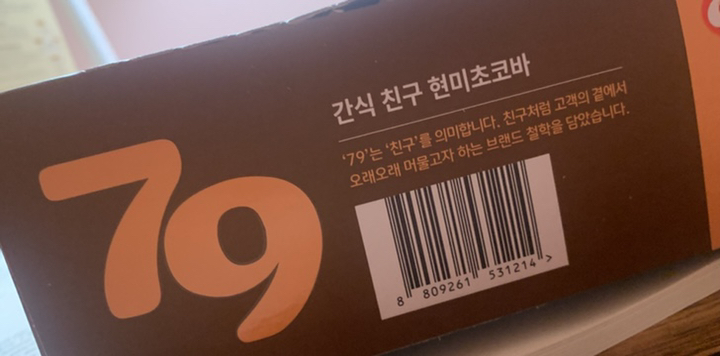 79
간식 친구 현미초코바
'79'는 '친구'를 의미합니다. 친구처럼 고객의 곁에서
오래오래 머물고자 하는 브랜드 철학을 담았습니다.
8 809261 531214 >